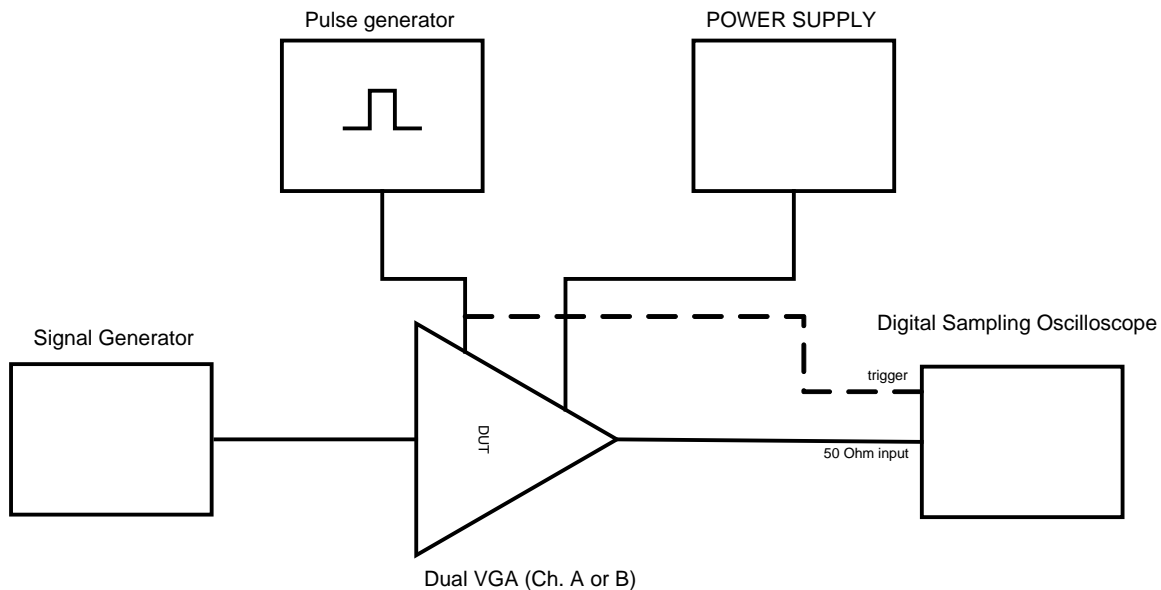 Pulse generator
POWER SUPPLY
Signal Generator
Digital Sampling Oscilloscope
trigger
DUT
50 Ohm input
Dual VGA (Ch. A or B)